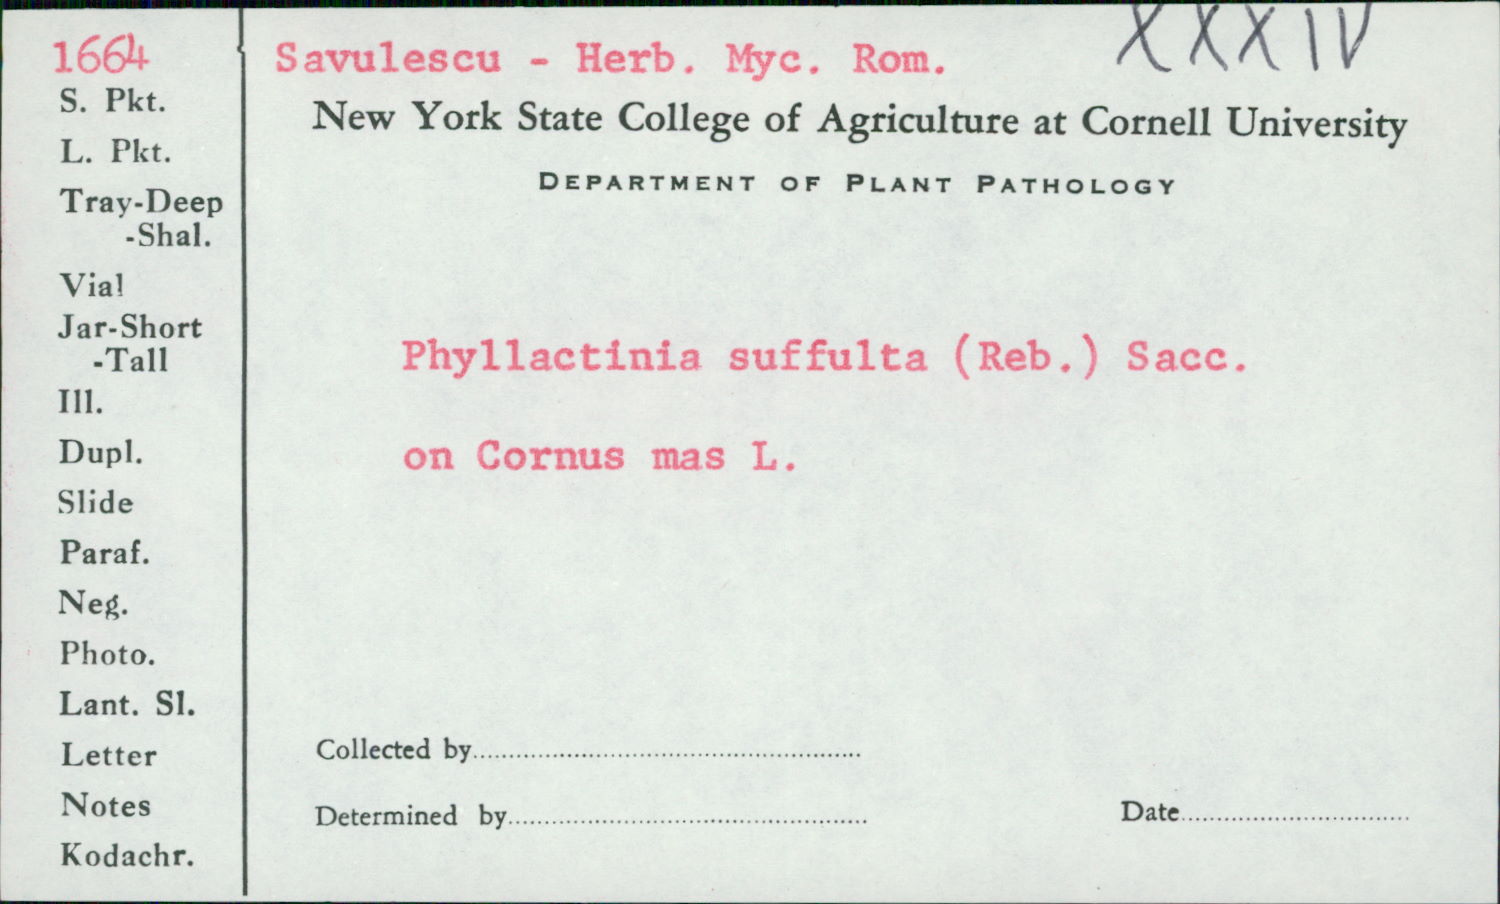 1664
S. Pkt.
L. Pkt.
Tray-Deep
-Shal.
Vial
Jar-Short
-Tall
Ill.
Dupl.
Slide
Paraf.
Neg.
Photo.
Lant. Sl.
Letter
Notes
Kodachr.
XXXIV
Savulescu - Herb. Myc. Rom.
New York State College of Agriculture at Cornell University
DEPARTMENT OF PLANT PATHOLOGY
Phyllactinia suffulta (Reb.) Sacc.
on Cornus mas L.
Collected by
Determined by
Date